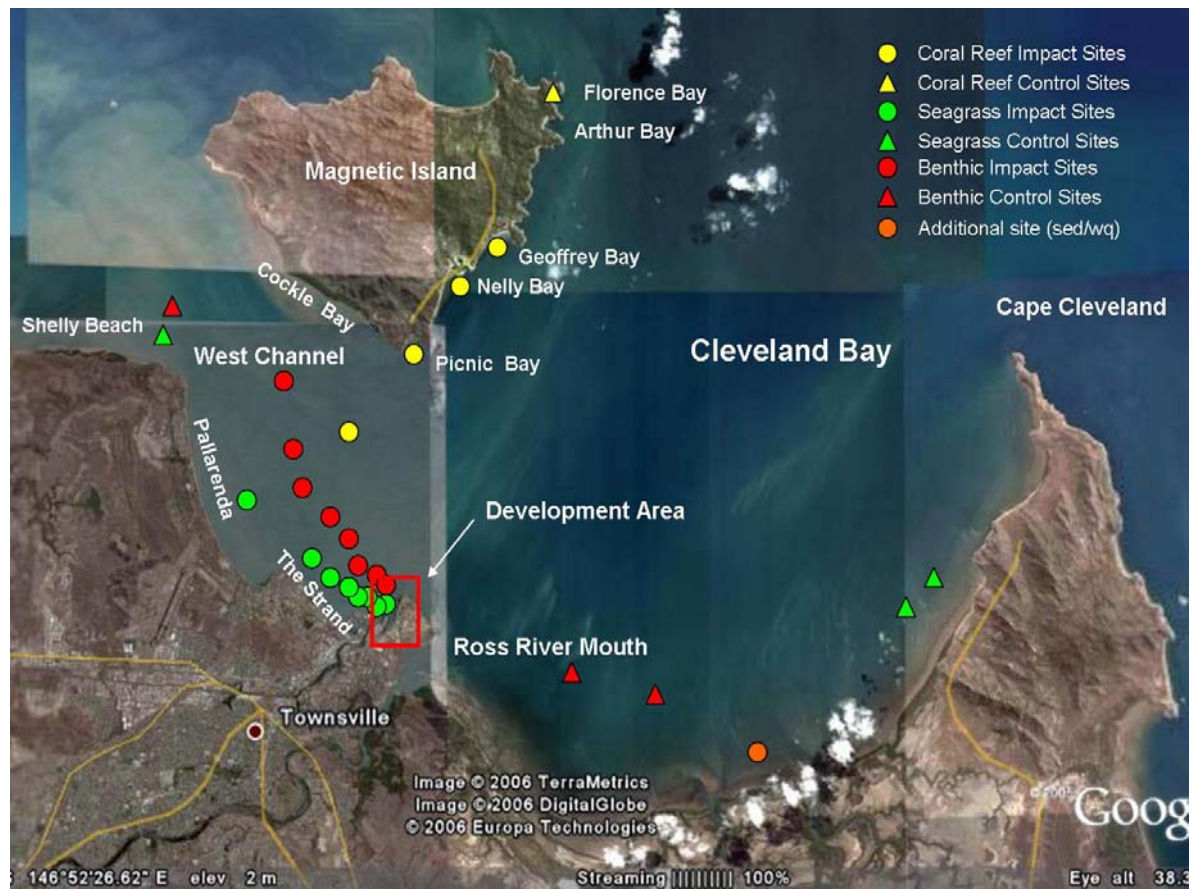 Coral Reef Impact Sites
Coral Reef Control Sites
Seagrass Impact Sites
Seagrass Control Sites
Benthic Impact Sites
Benthic Control Sites
Additional site (sed/wq)
Florence Bay
Arthur Bay
Magnetic Island
Geoffrey Bay
Nelly Bay
Cockle Bay
Cape Cleveland
Shelly Beach
West Channel
Cleveland Bay
Picnic Bay
Pallarenda
Development Area
The Strand
Ross River Mouth
Townsville
Image © 2006 TerraMetrics
Image © 2006 DigitalGlobe
© 2006 Europa Technologies
Goog
146°52'26.62" E elev 2 m
Streaming |||||||||| 100%
Eye alt 38.3